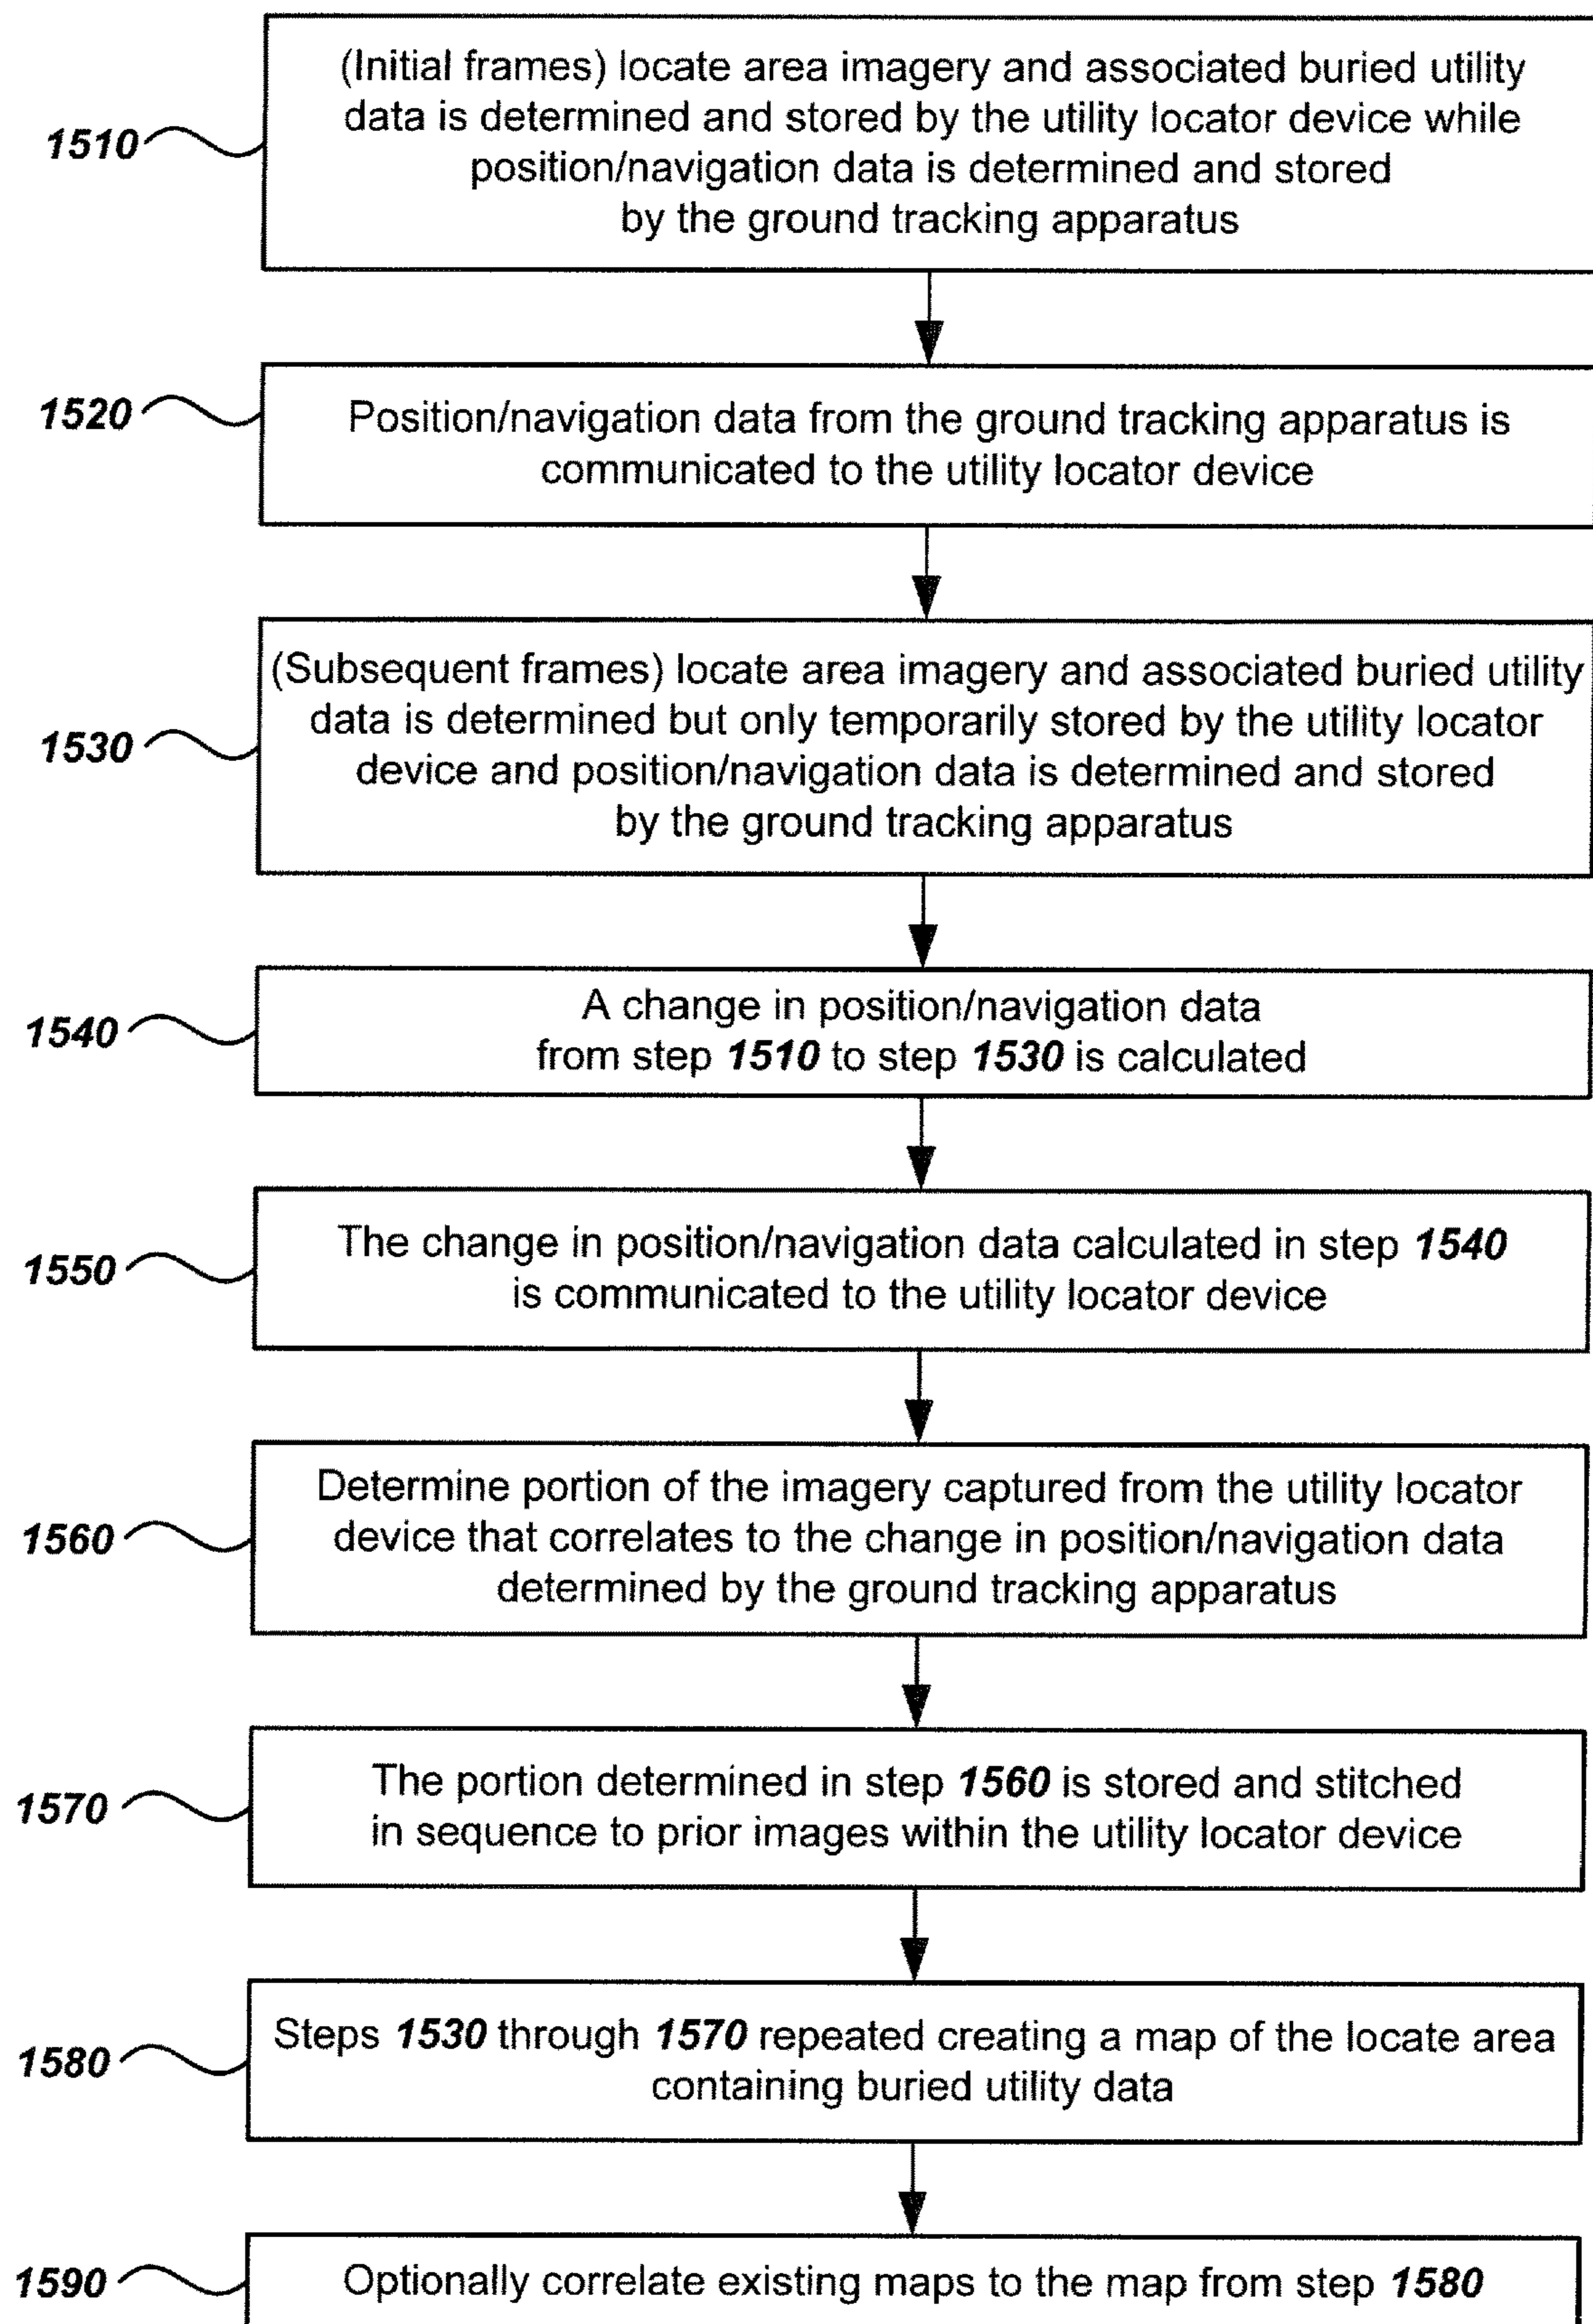 (Initial frames) locate area imagery and associated buried utility
data is determined and stored by the utility locator device while
position/navigation data is determined and stored
by the ground tracking apparatus
1510
Position/navigation data from the ground tracking apparatus is
communicated to the utility locator device
1520
(Subsequent frames) locate area imagery and associated buried utility
data is determined but only temporarily stored by the utility locator
device and position/navigation data is determined and stored
by the ground tracking apparatus
1530
A change in position/navigation data
from step 1510 to step 1530 is calculated
1540
The change in position/navigation data calculated in step 1540
is communicated to the utility locator device
1550
Determine portion of the imagery captured from the utility locator
device that correlates to the change in position/navigation data
determined by the ground tracking apparatus
1560
The portion determined in step 1560 is stored and stitched
in sequence to prior images within the utility locator device
1570
Steps 1530 through 1570 repeated creating a map of the locate area
containing buried utility data
1580
Optionally correlate existing maps to the map from step 1580
1590